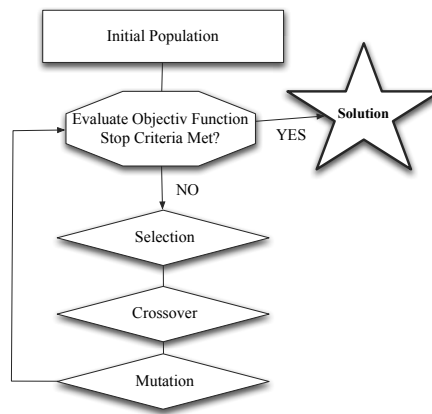 Initial Population
Evaluate Objectiv Function
Stop Criteria Met?
YES
Solution
NO
Selection
Crossover
Mutation